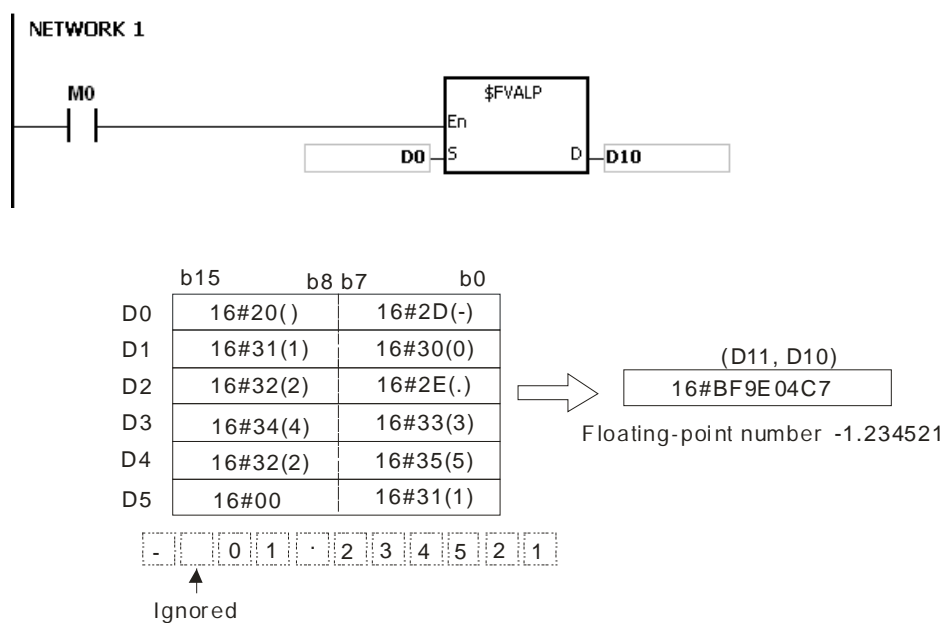 NETWORK 1
M0
$FVALP
En
D0 S D D10
b15 b8 b7 b0
D0 16#20( ) 16#2D(-)
D1 16#31(1) 16#30(0)
(D11, D10)
D2 16#32(2) 16#2E(.) 16#BF9E04C7
D3 16#34(4) 16#33(3)
Floating-point number -1.234521
D4 16#32(2) 16#35(5)
D5 16#00 16#31(1)
- 0 1 . 2 3 4 5 2 1
Ignored